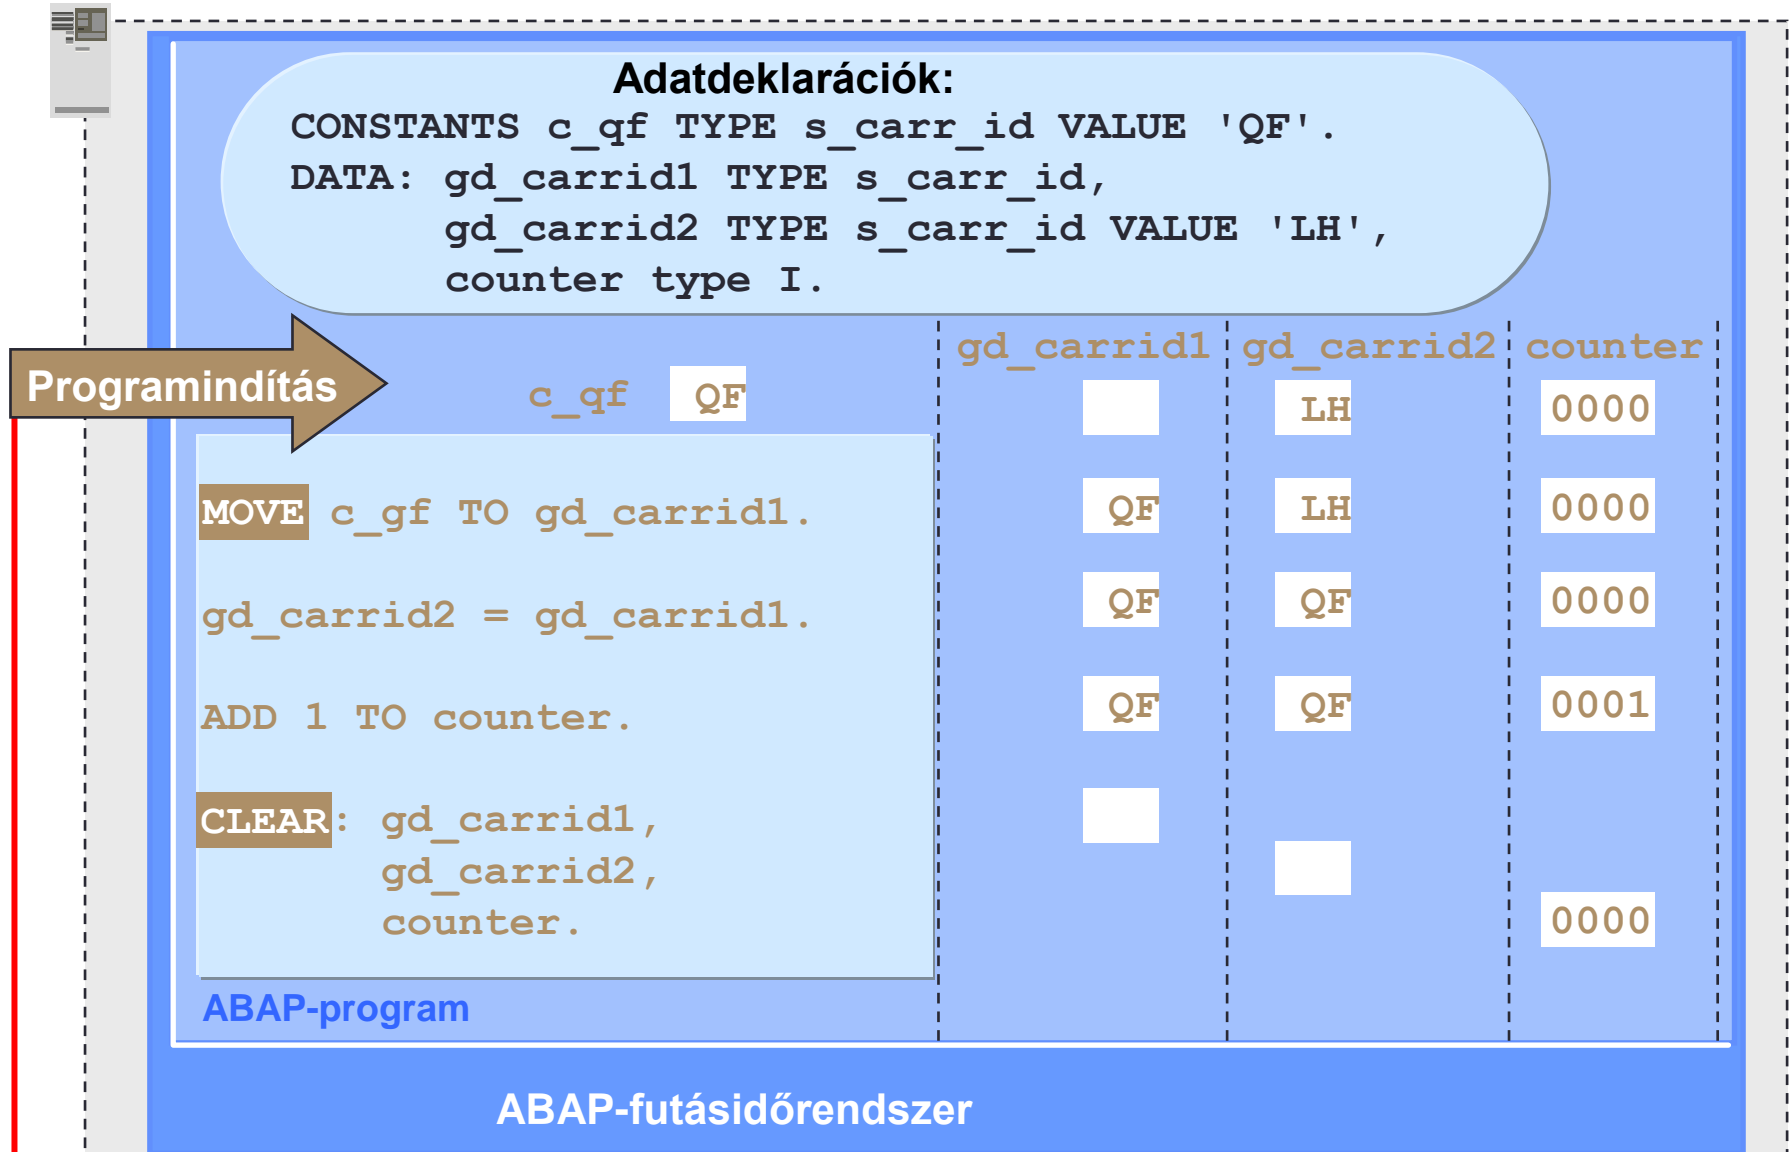 Adatdeklarációk:
CONSTANTS c_qf TYPE s_carr_id VALUE 'QF'.
DATA: gd_carrid1 TYPE s_carr_id,
gd_carrid2 TYPE s_carr_id VALUE 'LH',
counter type I.
gd_carrid1 gd_carrid2 counter
Programindítás c_qf QF LH 0000
MOVE c_gf TO gd_carrid1. QF LH 0000
gd_carrid2 = gd_carrid1. QF QF 0000
ADD 1 TO counter. QF QF 0001
CLEAR: gd_carrid1,
gd_carrid2,
counter. 0000
ABAP-program
ABAP-futásidőrendszer